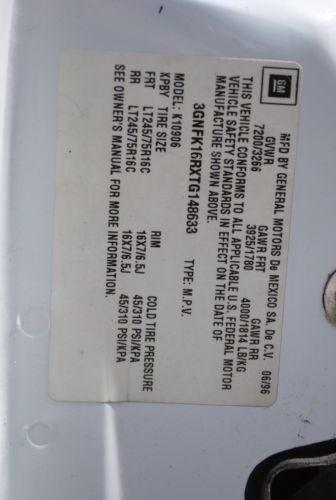 GM
MFD BY GENERAL MOTORS De MEXICO SA. De C.V. 06/96
GVWR GAWR FRT GAWR RR
7200/3266 3925/1780 4000/1814 LB/KG
THIS VEHICLE CONFORMS TO ALL APPLICABLE U.S. FEDERAL MOTOR
VEHICLE SAFETY STANDARDS IN EFFECT ON THE DATE OF
MANUFACTURE SHOWN ABOVE.
3GNFK16RXTG148633 TYPE: M.P.V.
MODEL: K10906
XPBY TIRE SIZE RIM COLD TIRE PRESSURE
FRT LT245/75R16C 16X7/6.5J 45/310 PSI/KPA
RR LT245/75R16C 16X7/6.5J 45/310 PSI/KPA
SEE OWNER'S MANUAL FOR MORE INFORMATION.